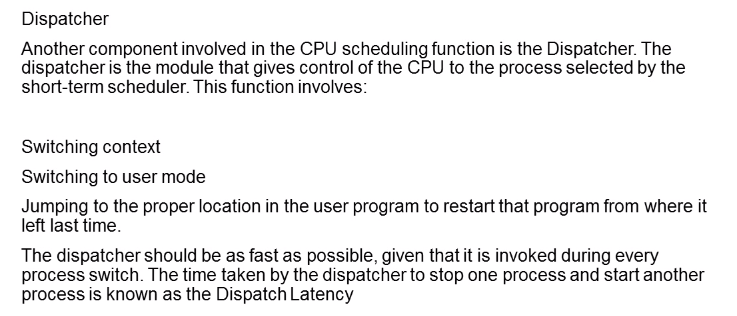 Dispatcher
Another component involved in the CPU scheduling function is the Dispatcher. The
dispatcher is the module that gives control of the CPU to the process selected by the
short-term scheduler. This function involves:
Switching context
Switching to user mode
Jumping to the proper location in the user program to restart that program from where it
left last time.
The dispatcher should be as fast as possible, given that it is invoked during every
process switch. The time taken by the dispatcher to stop one process and start another
process is known as the Dispatch Latency